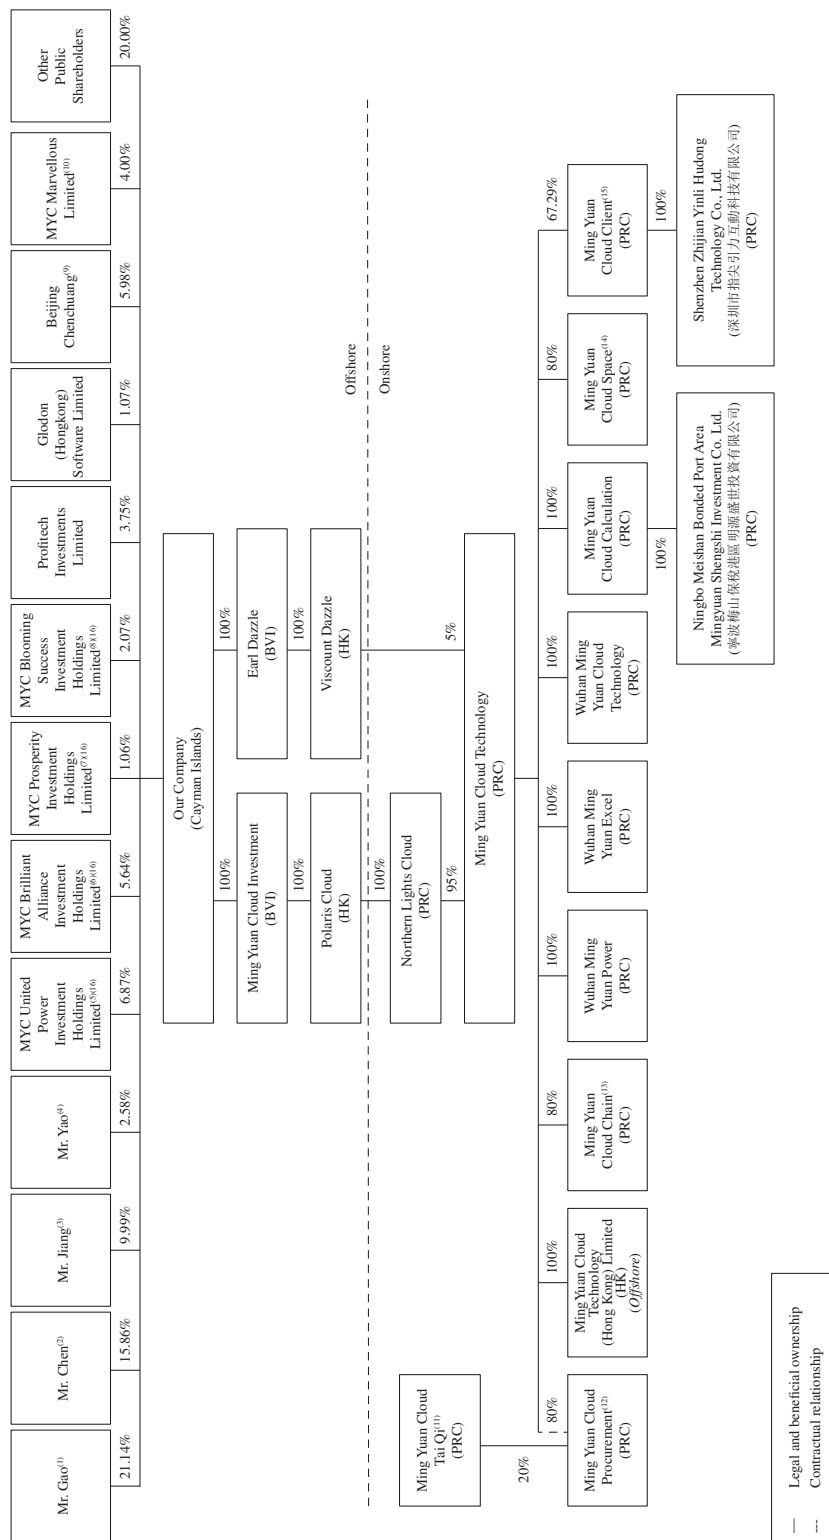 Mr. Gao(1)
Mr. Chen(2)
Mr. Jiang(3)
Mr. Yao(4)
MYC United
Power
Investment
Holdings
Limited(5)(16)
MYC Brilliant
Alliance
Investment
Holdings
Limited(6)(16)
MYC Prosperity
Investment
Holdings
Limited(7)(16)
MYC Blooming
Success
Investment
Holdings
Limited(8)(16)
Profitech
Investments
Limited
Glodon
(Hongkong)
Software Limited
Beijing
Chenchuang(9)
MYC Marvellous
Limited(10)
Other
Public
Shareholders
21.14%
15.86%
9.99%
2.58%
6.87%
5.64%
1.06%
2.07%
3.75%
1.07%
5.98%
4.00%
20.00%
Our Company
(Cayman Islands)
100%
100%
Ming Yuan Cloud Investment
(BVI)
Earl Dazzle
(BVI)
100%
100%
Polaris Cloud
(HK)
Viscount Dazzle
(HK)
Offshore
Onshore
100%
Northern Lights Cloud
(PRC)
95%
5%
Ming Yuan Cloud Technology
(PRC)
Ming Yuan Cloud
Tai Qi(11)
(PRC)
20%
80%
100%
80%
100%
100%
100%
100%
80%
67.29%
Ming Yuan Cloud
Procurement(12)
(PRC)
Ming Yuan Cloud
Technology
(Hong Kong) Limited
(HK)
(Offshore)
Ming Yuan
Cloud Chain(13)
(PRC)
Wuhan Ming
Yuan Power
(PRC)
Wuhan Ming
Yuan Excel
(PRC)
Wuhan Ming
Yuan Cloud
Technology
(PRC)
Ming Yuan
Cloud Calculation
(PRC)
Ming Yuan
Cloud Space(14)
(PRC)
Ming Yuan
Cloud Client(15)
(PRC)
100%
100%
Ningbo Meishan Bonded Port Area
Mingyuan Shengshi Investment Co. Ltd.
(寧波梅山保稅港區明源盛世投資有限公司)
(PRC)
Shenzhen Zhijian Yinli Hudong
Technology Co., Ltd.
(深圳市指尖引力互動科技有限公司)
(PRC)
— Legal and beneficial ownership
--- Contractual relationship